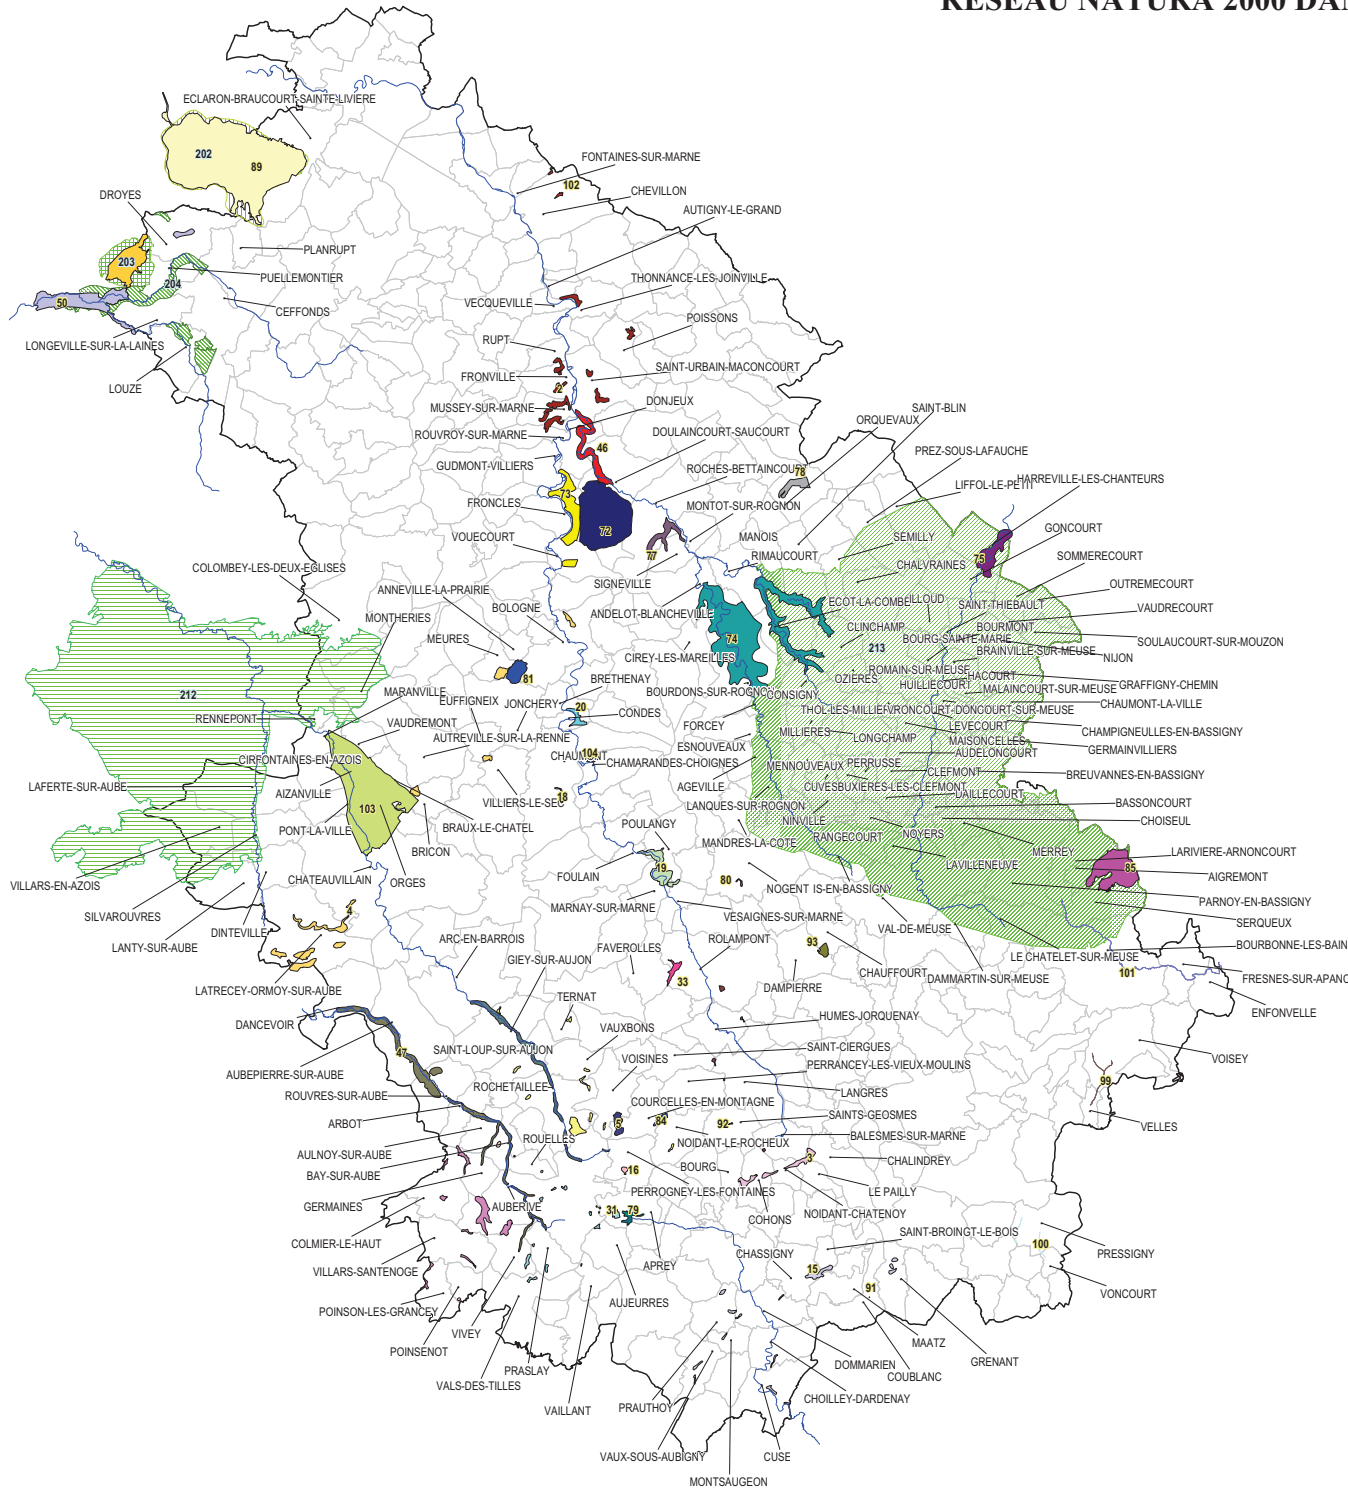 RESEAU NATURA 2000 DAN
ECLARON-BRAUCOURT-SAINTE-LIVIERE
202
89
FONTAINES-SUR-MARNE
102
CHEVILLON
DROYES
AUTIGNY-LE-GRAND
PLANRUPT
203
PUELLEMONTIER
204
THONNANCE-LES-JOINVILLE
50
CEFFONDS
VECQUEVILLE
POISSONS
LONGEVILLE-SUR-LA-LAINES
RUPT
LOUZE
FRONVILLE
SAINT-URBAIN-MACONCOURT
2
MUSSEY-SUR-MARNE
DONJEUX
SAINT-BLIN
ORQUEVAUX
ROUVROY-SUR-MARNE
DOULAINCOURT-SAUCOURT
46
PREZ-SOUS-LAFAUCHE
GUDMONT-VILLIERS
ROCHES-BETTAINCOURT
78
HARREVILLE-LES-CHANTEURS
LIFFOL-LE-PETIT
73
FRONCLES
MONTOT-SUR-ROGNON
GONCOURT
72
VOUECOURT
77
MANOIS
SEMILLY
RIMAUCOURT
75
SOMMERECOURT
COLOMBEY-LES-DEUX-EGLISES
SIGNEVILLE
CHALVRAINES
OUTREMECOURT
ANNEVILLE-LA-PRAIRIE
BOLOGNE
ANDELOT-BLANCHEVILLE
ECOT-LA-COMBE
ILLOUD
SAINT-THIEBAULT
VAUDRECOURT
MONTHERIES
MEURES
CLINCHAMP
BOURMONT
BOURG-SAINTE-MARIE
SOULAUCOURT-SUR-MOUZON
74
213
BRAINVILLE-SUR-MEUSE
NIJON
CIREY-LES-MAREILLES
ROMAIN-SUR-MEUSE
HACOURT
GRAFFIGNY-CHEMIN
81
OZIERES
HUILLIECOURT
MALAINCOURT-SUR-MEUSE
212
MARANVILLE
BRETHENAY
BOURDONS-SUR-ROGNON
CONSIGNY
CHAUMONT-LA-VILLE
EUFFIGNEIX
JONCHERY
20
CONDES
THOL-LES-MILLIERES
VRONCOURT
DONCOURT-SUR-MEUSE
RENNEPONT
VAUDREMONT
FORCEY
LEVECOURT
CHAMPIGNEULLES-EN-BASSIGNY
AUTREVILLE-SUR-LA-RENNE
MILLIERES
LONGCHAMP
MAISONCELLES
ESNOUVEAUX
GERMAINVILLIERS
104
AUDELONCOURT
CIRFONTAINES-EN-AZOIS
CHAUMONT
CHAMARANDES-CHOIGNES
MENNOUVEAUX
PERRUSSE
CLEFMONT
BREUVANNES-EN-BASSIGNY
LAFERTE-SUR-AUBE
AGEVILLE
CUVES
BUXIERES-LES-CLEFMONT
DAILLECOURT
AIZANVILLE
VILLIERS-LE-SEC
18
LANQUES-SUR-ROGNON
BASSONCOURT
103
NINVILLE
CHOISEUL
PONT-LA-VILLE
BRAUX-LE-CHATEL
POULANGY
RANGECOURT
NOYERS
MANDRES-LA-COTE
BRICON
MERREY
LARIVIERE-ARNONCOURT
LAVILLENEUVE
19
85
AIGREMONT
CHATEAUVILLAIN
FOULAIN
VILLARS-EN-AZOIS
ORGES
80
NOGENT
IS-EN-BASSIGNY
PARNOY-EN-BASSIGNY
4
MARNAY-SUR-MARNE
SILVAROUVRES
VESAIGNES-SUR-MARNE
SERQUEUX
DINTEVILLE
ARC-EN-BARROIS
VAL-DE-MEUSE
LANTY-SUR-AUBE
ROLAMPONT
93
BOURBONNE-LES-BAIN
FAVEROLLES
LE CHATELET-SUR-MEUSE
GIEY-SUR-AUJON
CHAUFFOURT
101
DAMMARTIN-SUR-MEUSE
FRESNES-SUR-APANC
LATRECEY-ORMOY-SUR-AUBE
33
DAMPIERRE
TERNAT
ENFONVELLE
DANCEVOIR
HUMES-JORQUENAY
VAUXBONS
SAINT-LOUP-SUR-AUJON
SAINT-CIERGUES
47
VOISINES
VOISEY
AUBEPIERRE-SUR-AUBE
PERRANCEY-LES-VIEUX-MOULINS
ROCHETAILLEE
LANGRES
99
ROUVRES-SUR-AUBE
COURCELLES-EN-MONTAGNE
SAINTS-GEOSMES
ARBOT
5
84
92
VELLES
BALESMES-SUR-MARNE
NOIDANT-LE-ROCHEUX
AULNOY-SUR-AUBE
ROUELLES
3
CHALINDREY
BAY-SUR-AUBE
16
BOURG
PERROGNEY-LES-FONTAINES
LE PAILLY
GERMAINES
AUBERIVE
31
79
NOIDANT-CHATENOY
COHONS
SAINT-BROINGT-LE-BOIS
COLMIER-LE-HAUT
100
PRESSIGNY
CHASSIGNY
VILLARS-SANTENOGE
APREY
15
91
VONCOURT
POINSON-LES-GRANCEY
AUJEURRES
VIVEY
MAATZ
POINSENOT
DOMMARIEN
GRENANT
PRASLAY
COUBLANC
VALS-DES-TILLES
CHOILLEY-DARDENAY
VAILLANT
PRAUTHOY
VAUX-SOUS-AUBIGNY
CUSE
MONTSAUGEON